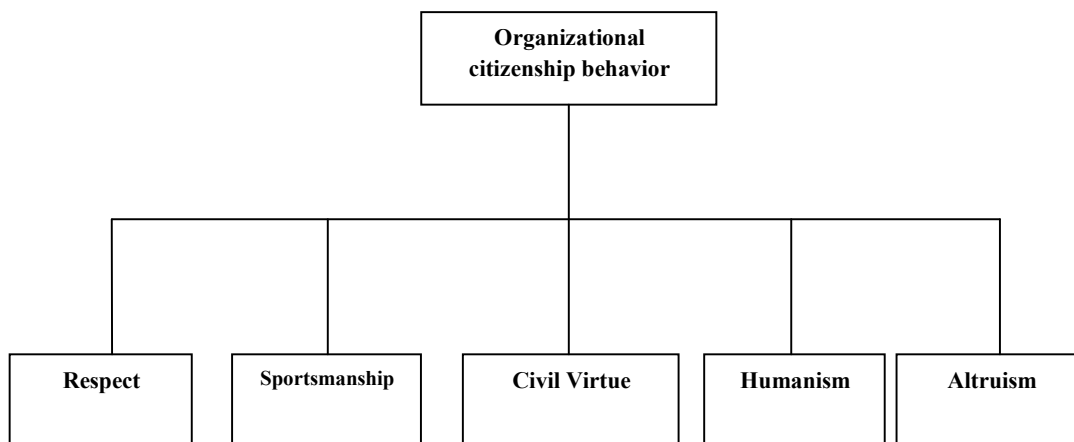 Organizational
citizenship behavior
Respect
Sportsmanship
Civil Virtue
Humanism
Altruism